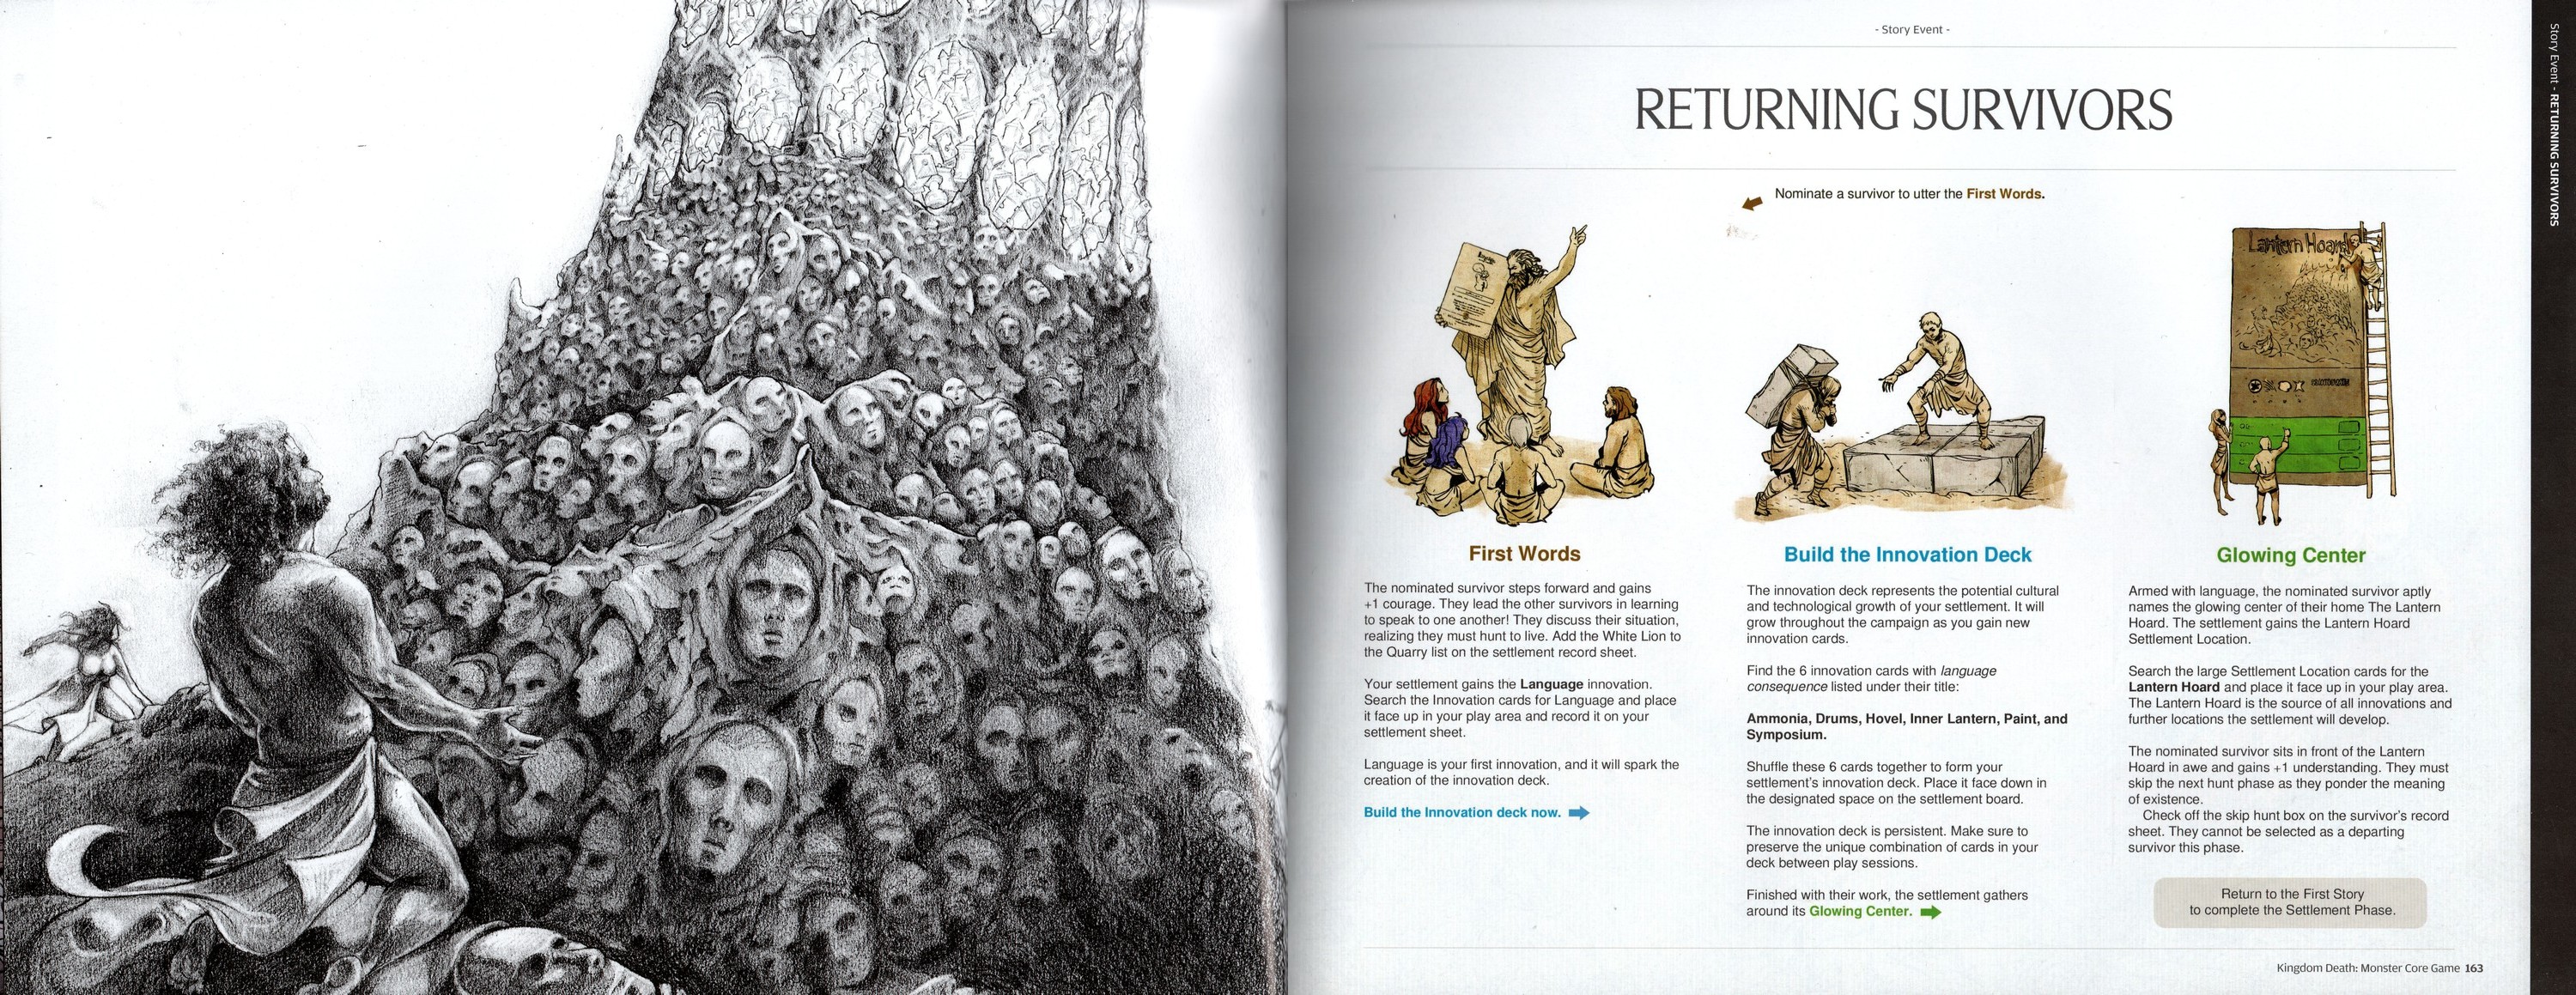 - Story Event -
RETURNING SURVIVORS
Nominate a survivor to utter the First Words.
Lantern Hoard
First Words
The nominated survivor steps forward and gains
+1 courage. They lead the other survivors in learning
to speak to one another! They discuss their situation,
realizing they must hunt to live. Add the White Lion to
the Quarry list on the settlement record sheet.
Your settlement gains the Language innovation.
Search the Innovation cards for Language and place
it face up in your play area and record it on your
settlement sheet.
Language is your first innovation, and it will spark the
creation of the innovation deck.
Build the Innovation deck now.
Build the Innovation Deck
The innovation deck represents the potential cultural
and technological growth of your settlement. It will
grow throughout the campaign as you gain new
innovation cards.
Find the 6 innovation cards with language
consequence listed under their title:
Ammonia, Drums, Hovel, Inner Lantern, Paint, and
Symposium.
Shuffle these 6 cards together to form your
settlement's innovation deck. Place it face down in
the designated space on the settlement board.
The innovation deck is persistent. Make sure to
preserve the unique combination of cards in your
deck between play sessions.
Finished with their work, the settlement gathers
around its Glowing Center.
Glowing Center
Armed with language, the nominated survivor aptly
names the glowing center of their home The Lantern
Hoard. The settlement gains the Lantern Hoard
Settlement Location.
Search the large Settlement Location cards for the
Lantern Hoard and place it face up in your play area.
The Lantern Hoard is the source of all innovations and
further locations the settlement will develop.
The nominated survivor sits in front of the Lantern
Hoard in awe and gains +1 understanding. They must
skip the next hunt phase as they ponder the meaning
of existence.
Check off the skip hunt box on the survivor's record
sheet. They cannot be selected as a departing
survivor this phase.
Return to the First Story
to complete the Settlement Phase.
Kingdom Death: Monster Core Game 163
Story Event - RETURNING SURVIVORS